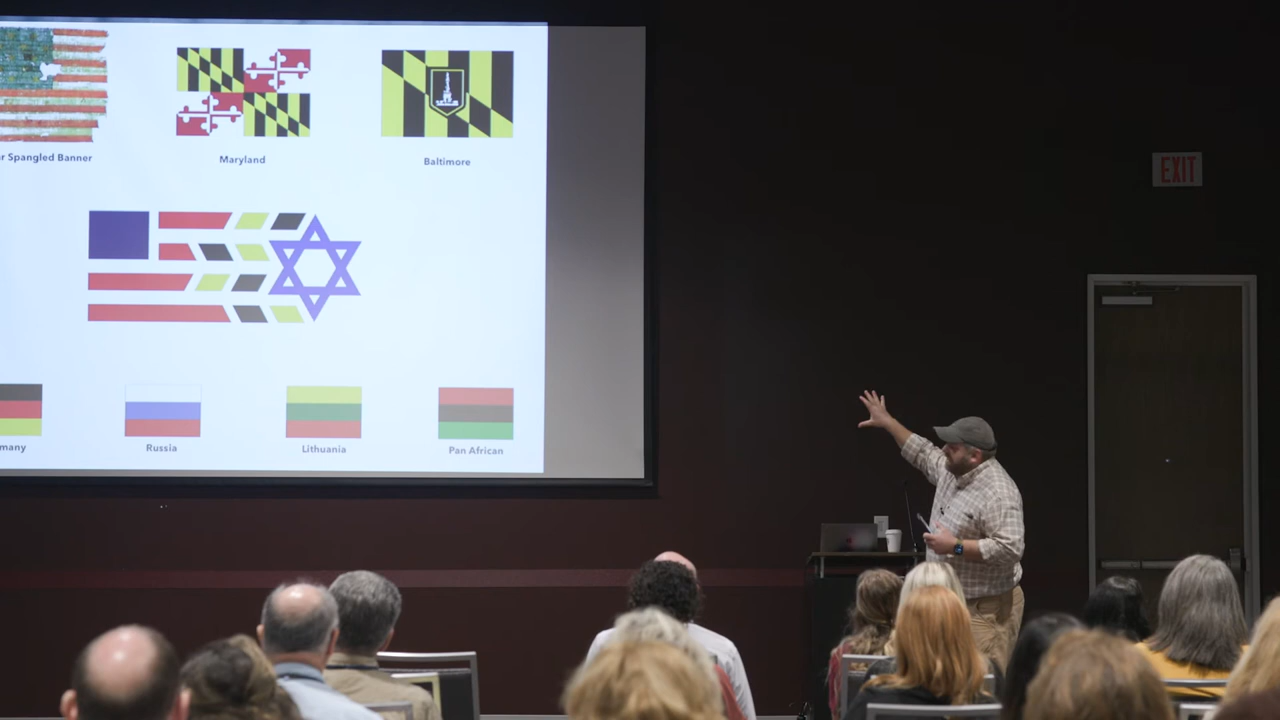 r Spangled Banner
Maryland
Baltimore
EXIT
many
Russia
Lithuania
Pan African